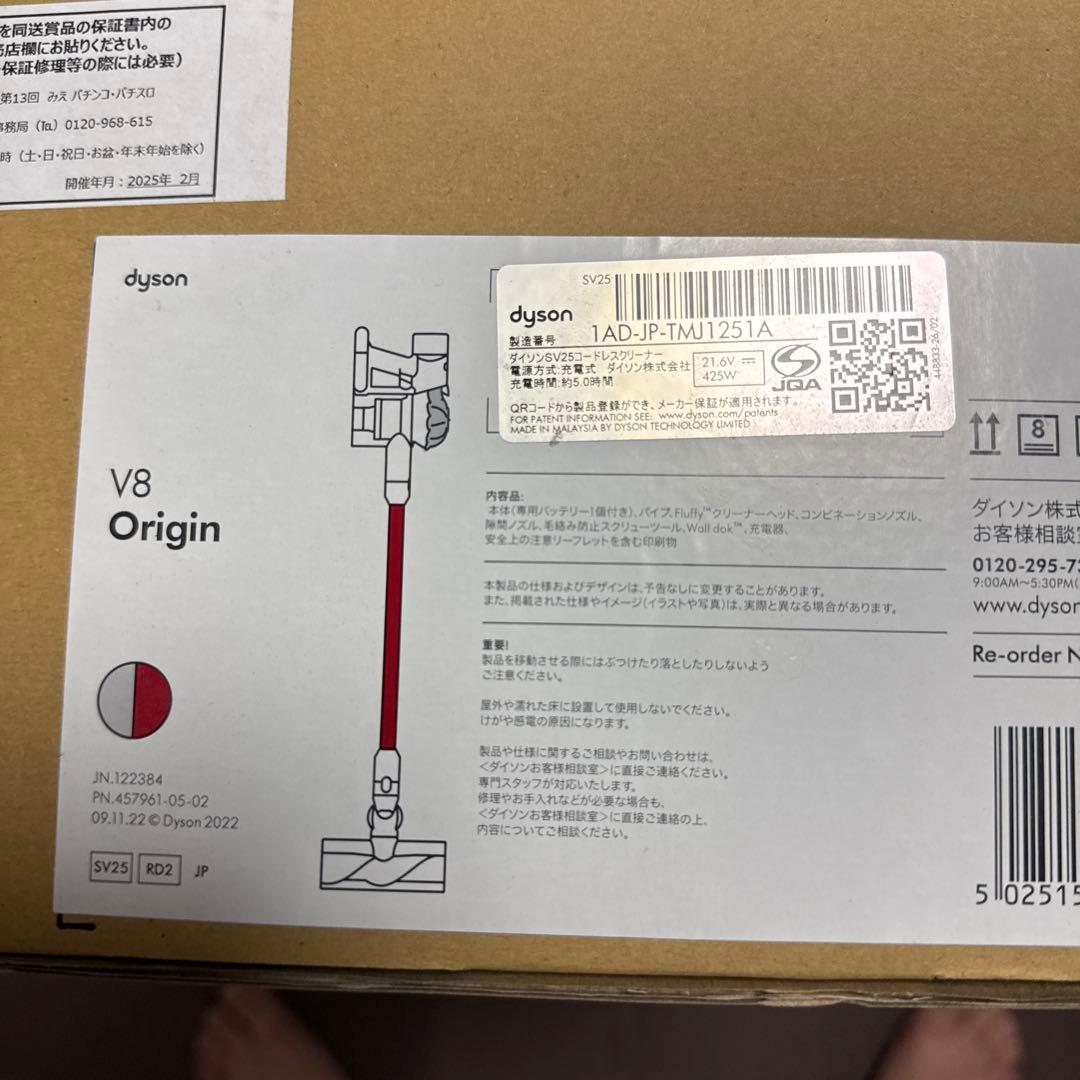 を同送賞品の保証書内の
店欄にお貼りください。
保証修理等の際には必要)
第13回 みえ パチンコ・パチスロ
事務局 (℡) 0120-968-615
時 (土・日・祝日・お盆・年末年始を除く)
開催年月:2025年 2月
dyson
V8
Origin
JN.122384
PN.457961-05-02
09.11.22 © Dyson 2022
SV25 RD2 JP
SV25
dyson
製造番号 1AD-JP-TMJ1251A
ダイソンSV25コードレスクリーナー
電源方式:充電式 ダイソン株式会社
充電時間:約5.0時間
21.6V
425W
JQA
448833-26/02
QRコードから製品登録ができ、メーカー保証が適用されます。
FOR PATENT INFORMATION SEE: www.dyson.com/patents
MADE IN MALAYSIA BY DYSON TECHNOLOGY LIMITED
内容品:
本体(専用バッテリー1個付き)、パイプ、Fluffy™クリーナーヘッド、コンビネーションノズル、
隙間ノズル、毛絡み防止スクリューツール、Wall dok™、充電器、
安全上の注意リーフレットを含む印刷物
本製品の仕様およびデザインは、予告なしに変更することがあります。
また、掲載された仕様やイメージ(イラストや写真)は、実際と異なる場合があります。
重要!
製品を移動させる際にはぶつけたり落としたりしないよう
ご注意ください。
屋外や濡れた床に設置して使用しないでください。
けがや感電の原因になります。
製品や仕様に関するご相談やお問い合わせは、
<ダイソンお客様相談室>に直接ご連絡ください。
専門スタッフが対応いたします。
修理やお手入れなどが必要な場合も、
<ダイソンお客様相談室>に直接ご連絡の上、
内容についてご相談ください。
8
ダイソン株式
お客様相談室
0120-295-73
9:00AM~5:30PM(
www.dyson
Re-order N
5 02515